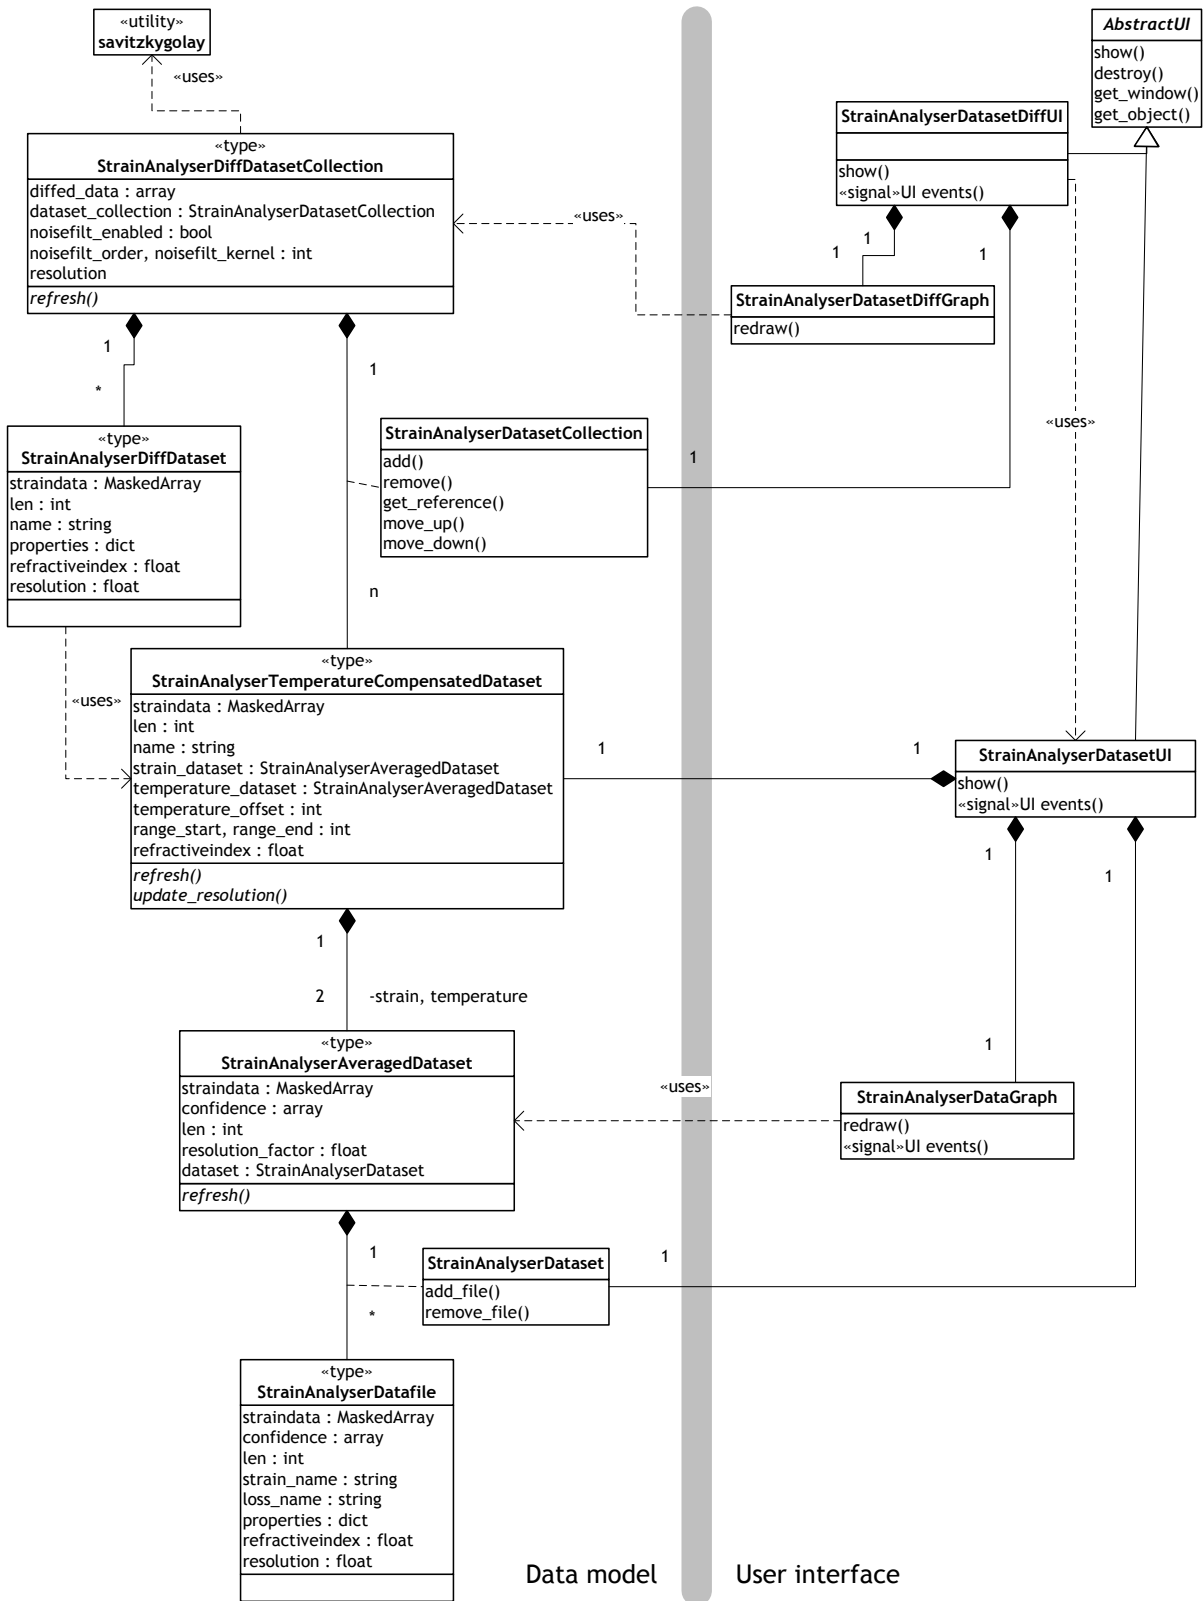 «utility»
savitzkygolay
«uses»
«type»
StrainAnalyserDiffDatasetCollection
diffed_data : array
dataset_collection : StrainAnalyserDatasetCollection
noisefilt_enabled : bool
noisefilt_order, noisefilt_kernel : int
resolution
refresh()
1
*
1
n
«type»
StrainAnalyserDiffDataset
straindata : MaskedArray
len : int
name : string
properties : dict
refractiveindex : float
resolution : float
«uses»
StrainAnalyserDatasetCollection
add()
remove()
get_reference()
move_up()
move_down()
1
«type»
StrainAnalyserTemperatureCompensatedDataset
straindata : MaskedArray
len : int
name : string
strain_dataset : StrainAnalyserAveragedDataset
temperature_dataset : StrainAnalyserAveragedDataset
temperature_offset : int
range_start, range_end : int
refractiveindex : float
refresh()
update_resolution()
1
1
1
2
-strain, temperature
«type»
StrainAnalyserAveragedDataset
straindata : MaskedArray
confidence : array
len : int
resolution_factor : float
dataset : StrainAnalyserDataset
refresh()
1
*
StrainAnalyserDataset
add_file()
remove_file()
1
«type»
StrainAnalyserDatafile
straindata : MaskedArray
confidence : array
len : int
strain_name : string
loss_name : string
properties : dict
refractiveindex : float
resolution : float
Data model
User interface
AbstractUI
show()
destroy()
get_window()
get_object()
StrainAnalyserDatasetDiffUI
show()
«signal»UI events()
1
1
1
«uses»
StrainAnalyserDatasetDiffGraph
redraw()
«uses»
StrainAnalyserDatasetUI
show()
«signal»UI events()
1
1
1
«uses»
StrainAnalyserDataGraph
redraw()
«signal»UI events()